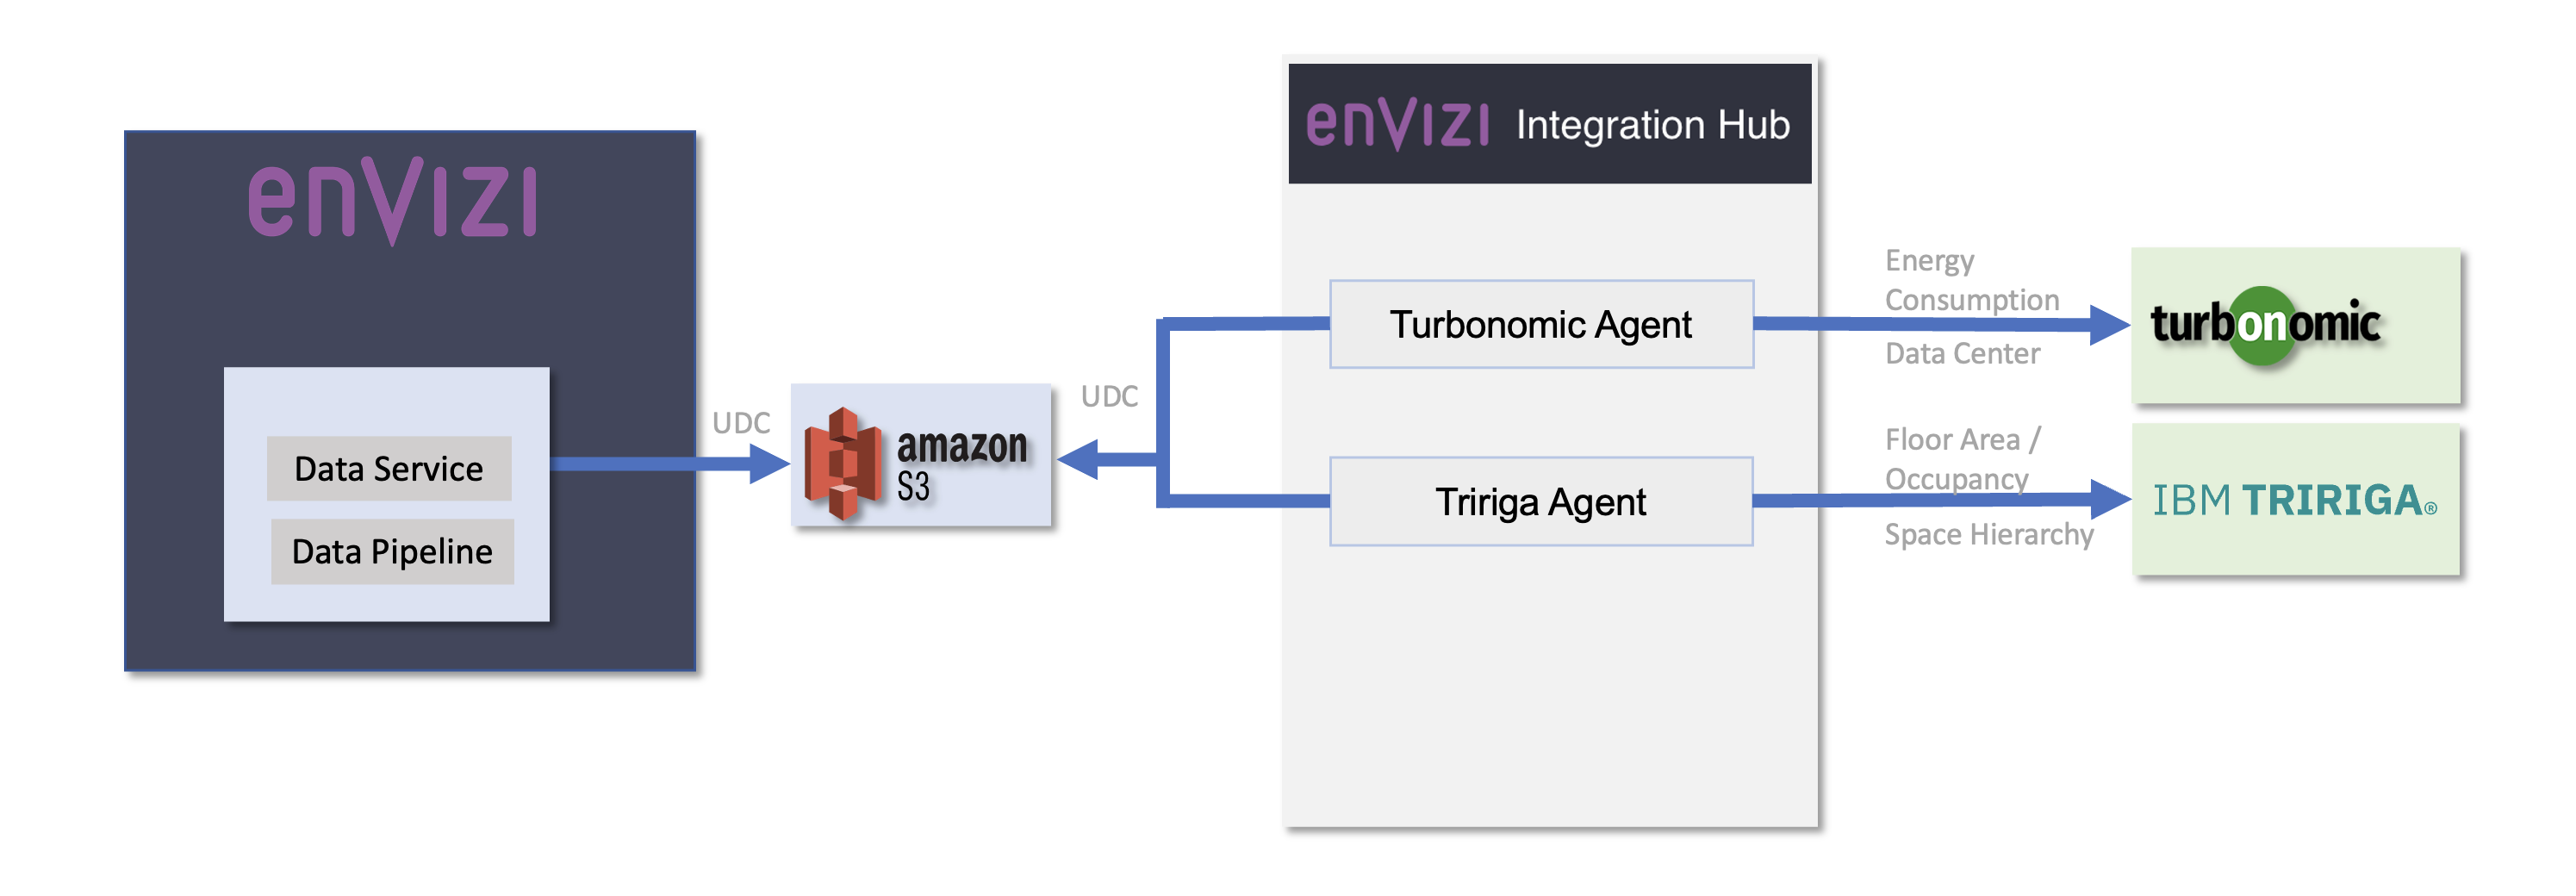 enVIZI
Data Service
Data Pipeline
UDC
amazon
S3
UDC
enVIZI Integration Hub
Turbonomic Agent
Tririga Agent
Energy
Consumption
Data Center
Floor Area /
Occupancy
Space Hierarchy
turbonomic
IBM TRIRIGA®